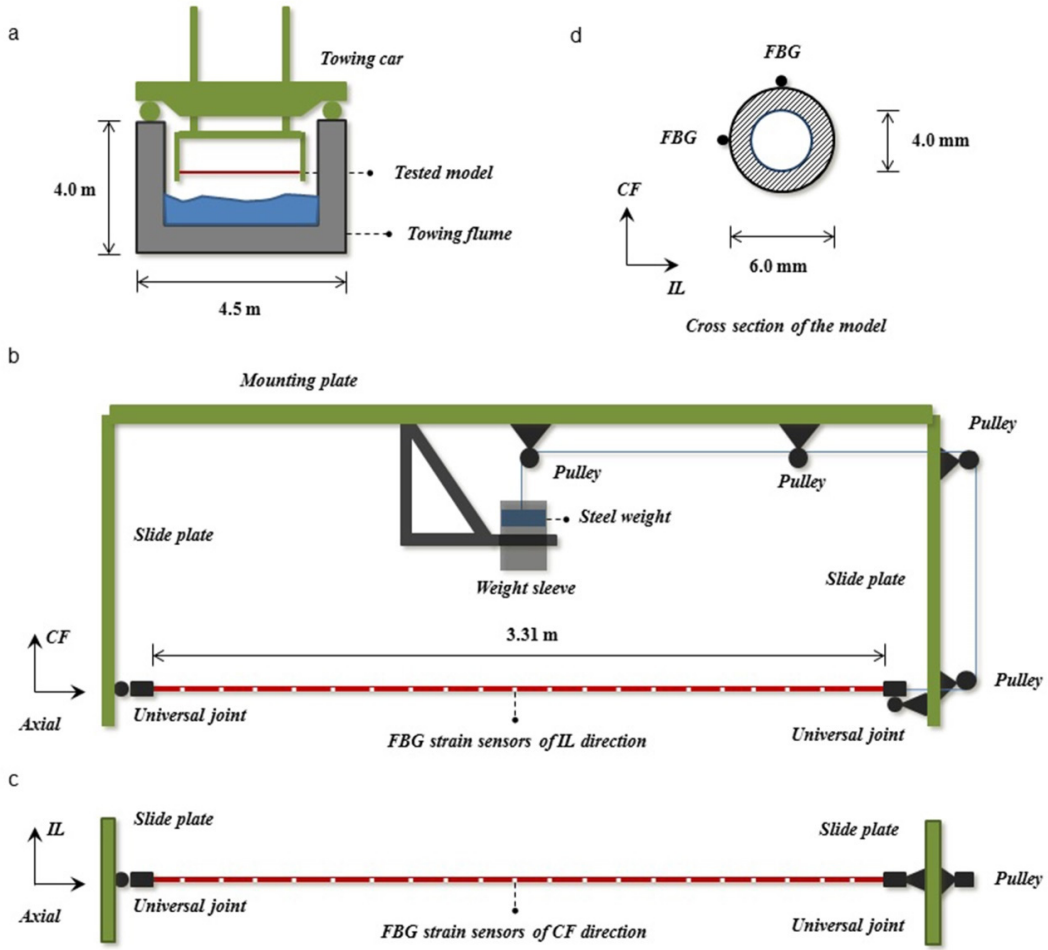 a
Towing car
4.0 m
Tested model
Towing flume
4.5 m
d
FBG
FBG
4.0 mm
CF
IL
6.0 mm
Cross section of the model
b
Mounting plate
Pulley
Pulley
Pulley
Steel weight
Slide plate
Slide plate
Weight sleeve
3.31 m
CF
Axial
Universal joint
Pulley
FBG strain sensors of IL direction
Universal joint
c
Slide plate
Slide plate
IL
Axial
Universal joint
Pulley
FBG strain sensors of CF direction
Universal joint